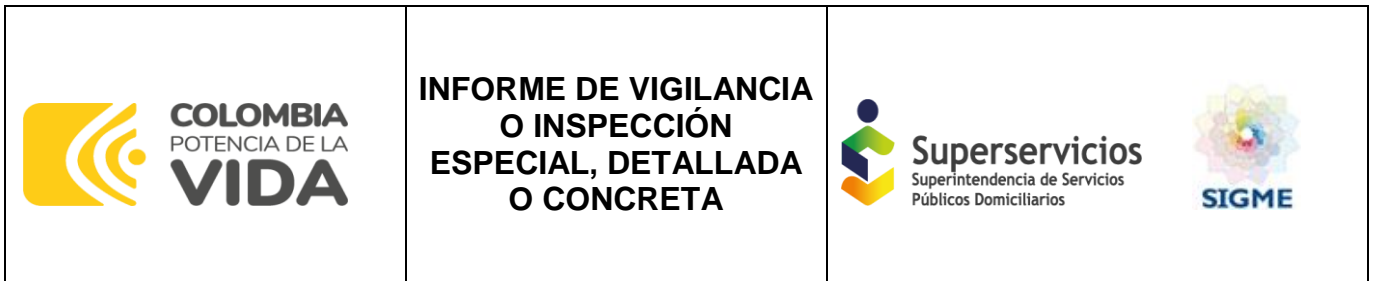 COLOMBIA
POTENCIA DE LA
VIDA
INFORME DE VIGILANCIA
O INSPECCIÓN
ESPECIAL, DETALLADA
O CONCRETA
Superservicios
Superintendencia de Servicios
Públicos Domiciliarios
SIGME